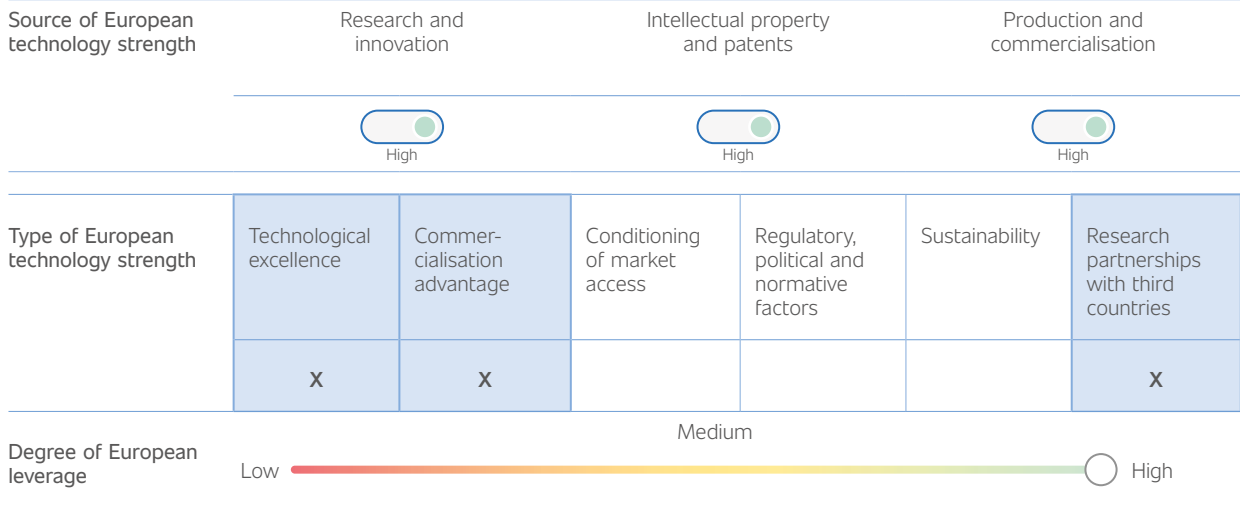 Source of European
technology strength
Research and
innovation
Intellectual property
and patents
Production and
commercialisation
High
High
High
Type of European
technology strength
Technological
excellence
Commer-
cialisation
advantage
Conditioning
of market
access
Regulatory,
political and
normative
factors
Sustainability
Research
partnerships
with third
countries
X
X
X
Degree of European
leverage
Low
Medium
High